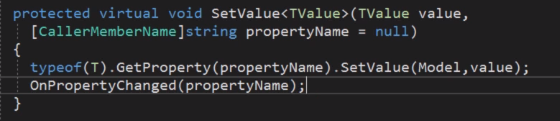 protected virtual void SetValue<TValue>(TValue value,
[CallerMemberName]string propertyName = null)
{
typeof(T).GetProperty(propertyName).SetValue(Model,value);
OnPropertyChanged(propertyName);
}